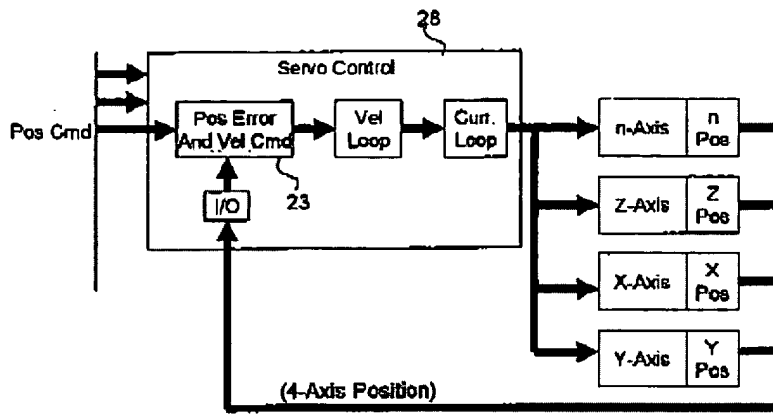 28
Servo Control
Pos Cmd
Pos Error
And Vel Cmd
Vel
Loop
Curr.
Loop
I/O
23
n-Axis
n
Pos
Z-Axis
Z
Pos
X-Axis
X
Pos
Y-Axis
Y
Pos
(4-Axis Position)